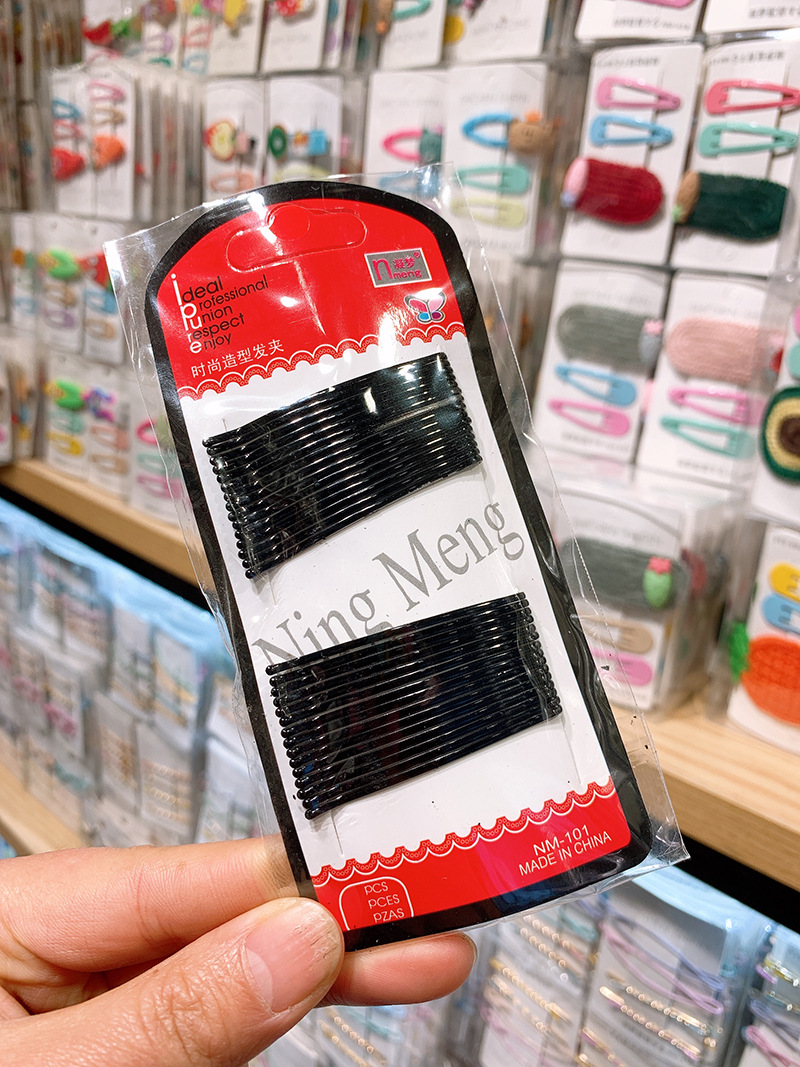 ideal
professional
union
respect
enjoy
时尚造型发夹
n
凝梦®
meng
Ning Meng
NM-101
MADE IN CHINA
PCS
PCES
PZAS